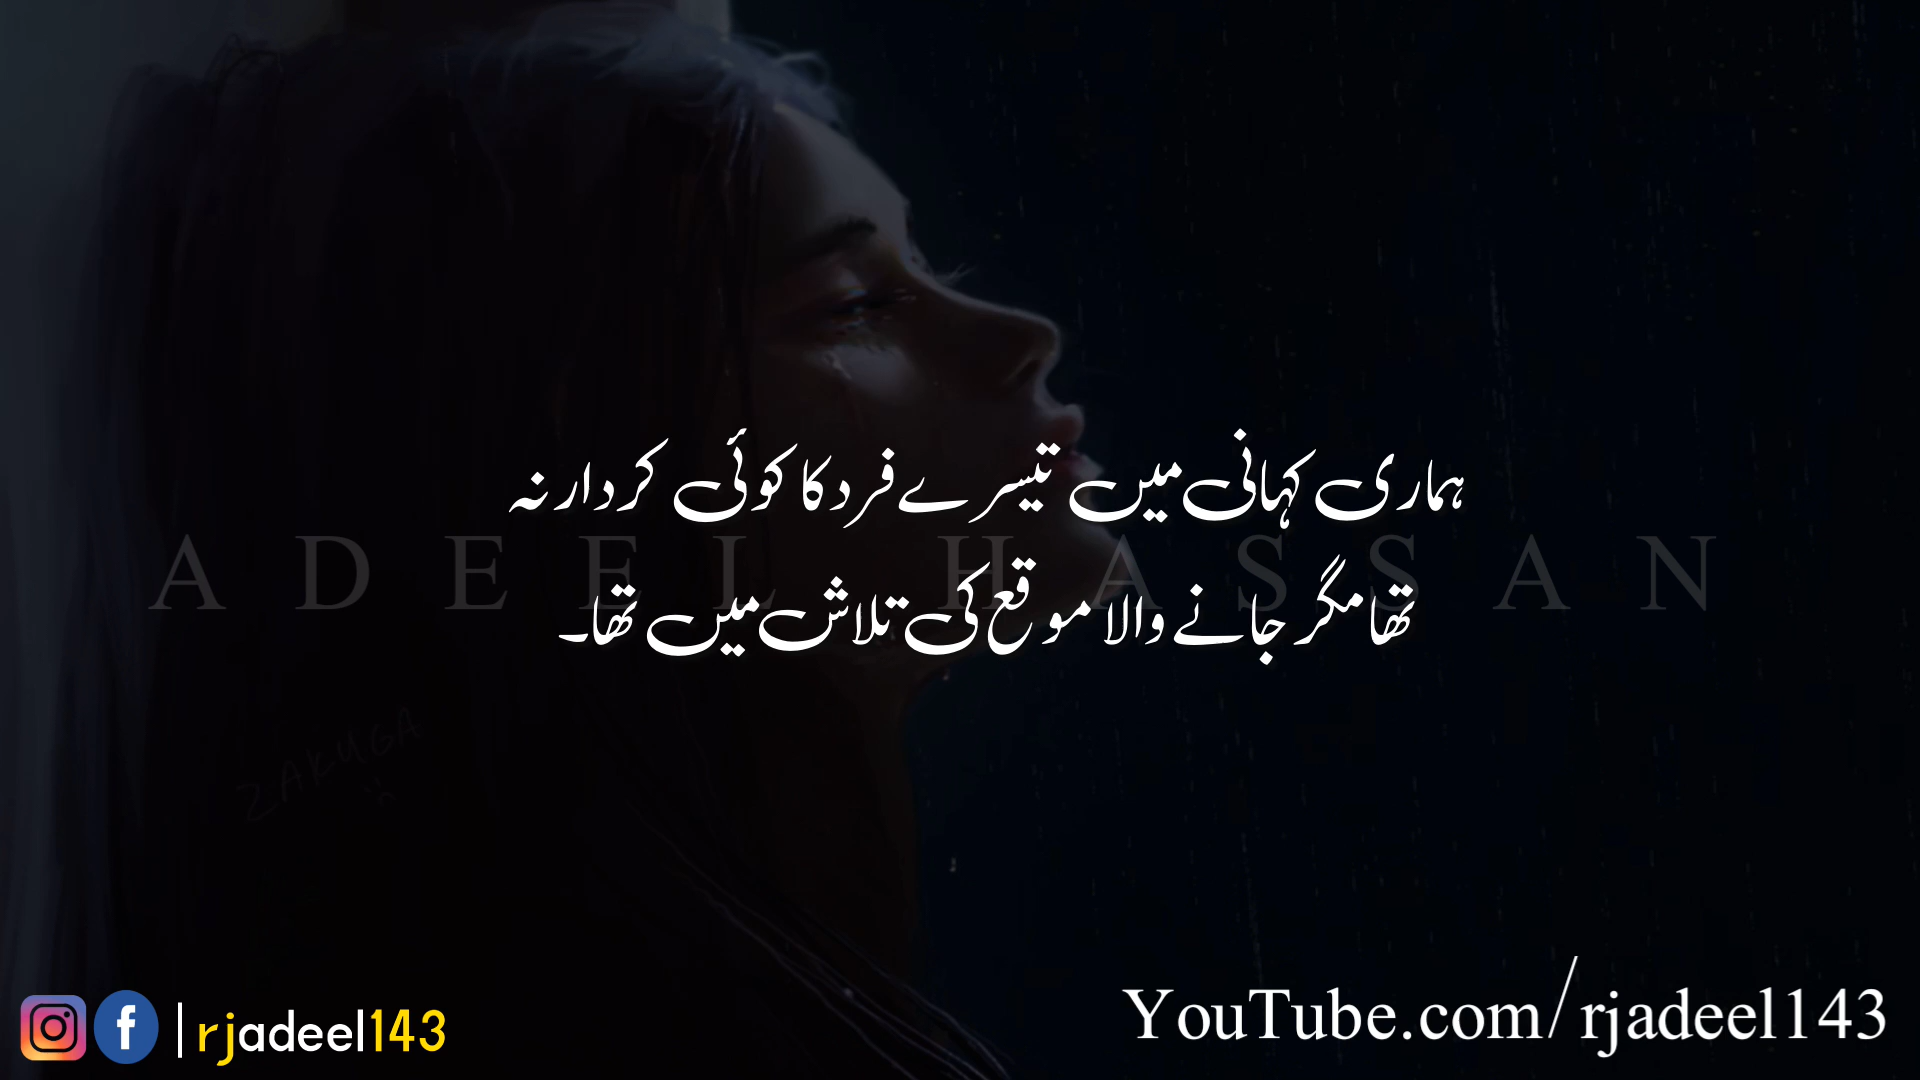 ہماری کہانی میں تیسرے فرد کا کوئی کردار نہ
ADEEL HASSAN
تھا مگر جانے والا موقع کی تلاش میں تھا۔
ZAKUGA
|rjadeel143
YouTube.com/rjadeel143